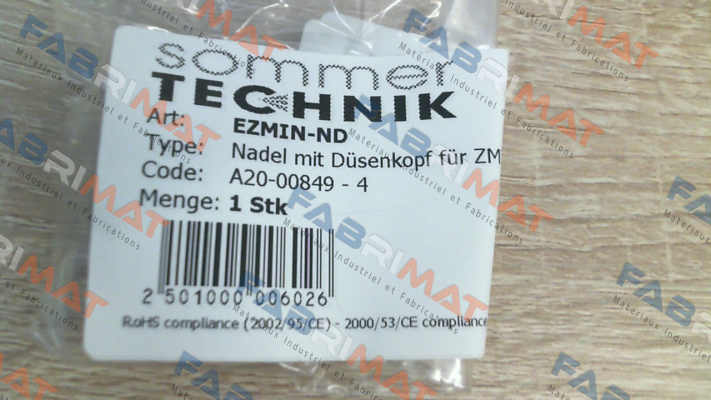 sommer
TECHNIK
Art: EZMIN-ND
Type: Nadel mit Düsenkopf für ZM
Code: A20-00849 - 4
Menge: 1 Stk
2 501000 006026
RoHS compliance (2002/95/CE) - 2000/53/CE compliance
FABRIMAT
Matériaux Industriel et Fabrications